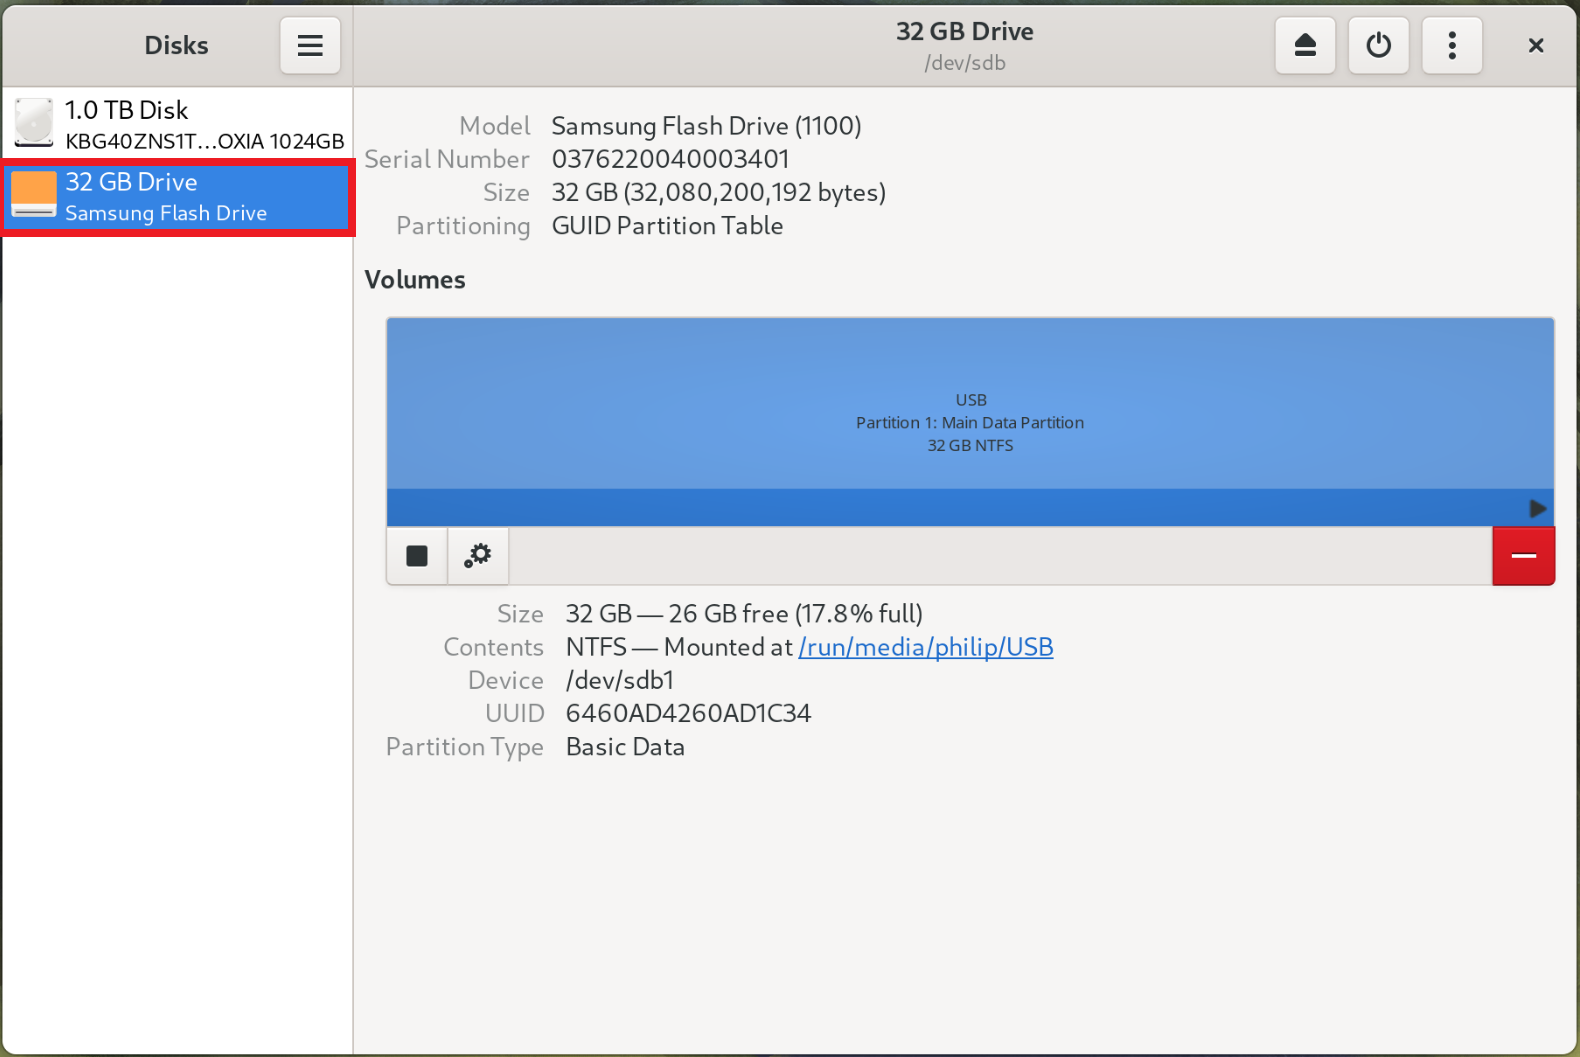 Disks
32 GB Drive
/dev/sdb
1.0 TB Disk
KBG40ZNS1T...OXIA 1024GB
32 GB Drive
Samsung Flash Drive
Model Samsung Flash Drive (1100)
Serial Number 0376220040003401
Size 32 GB (32,080,200,192 bytes)
Partitioning GUID Partition Table
Volumes
USB
Partition 1: Main Data Partition
32 GB NTFS
Size 32 GB — 26 GB free (17.8% full)
Contents NTFS — Mounted at /run/media/philip/USB
Device /dev/sdb1
UUID 6460AD4260AD1C34
Partition Type Basic Data